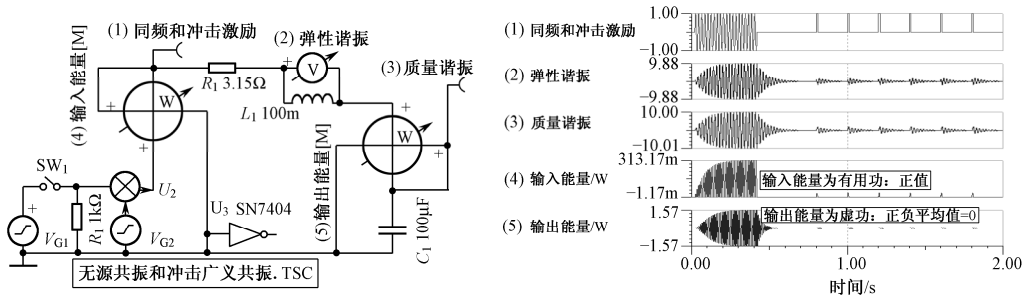 (1) 同频和冲击激励
(2) 弹性谐振
(3) 质量谐振
(4) 输入能量[M]
+
W
+
R1 3.15Ω
+
V
L1 100m
W
+
+
(5)输出能量[M]
SW1
U2
+
VG1
R1 1kΩ
VG2
U3 SN7404
C1 100μF
无源共振和冲击广义共振.TSC
(1) 同频和冲击激励
1.00
−1.00
(2) 弹性谐振
9.88
−9.88
(3) 质量谐振
10.00
−10.01
(4) 输入能量/W
313.17m
−1.17m
输入能量为有用功：正值
(5) 输出能量/W
1.57
−1.57
输出能量为虚功：正负平均值=0
0.00 1.00 2.00
时间/s